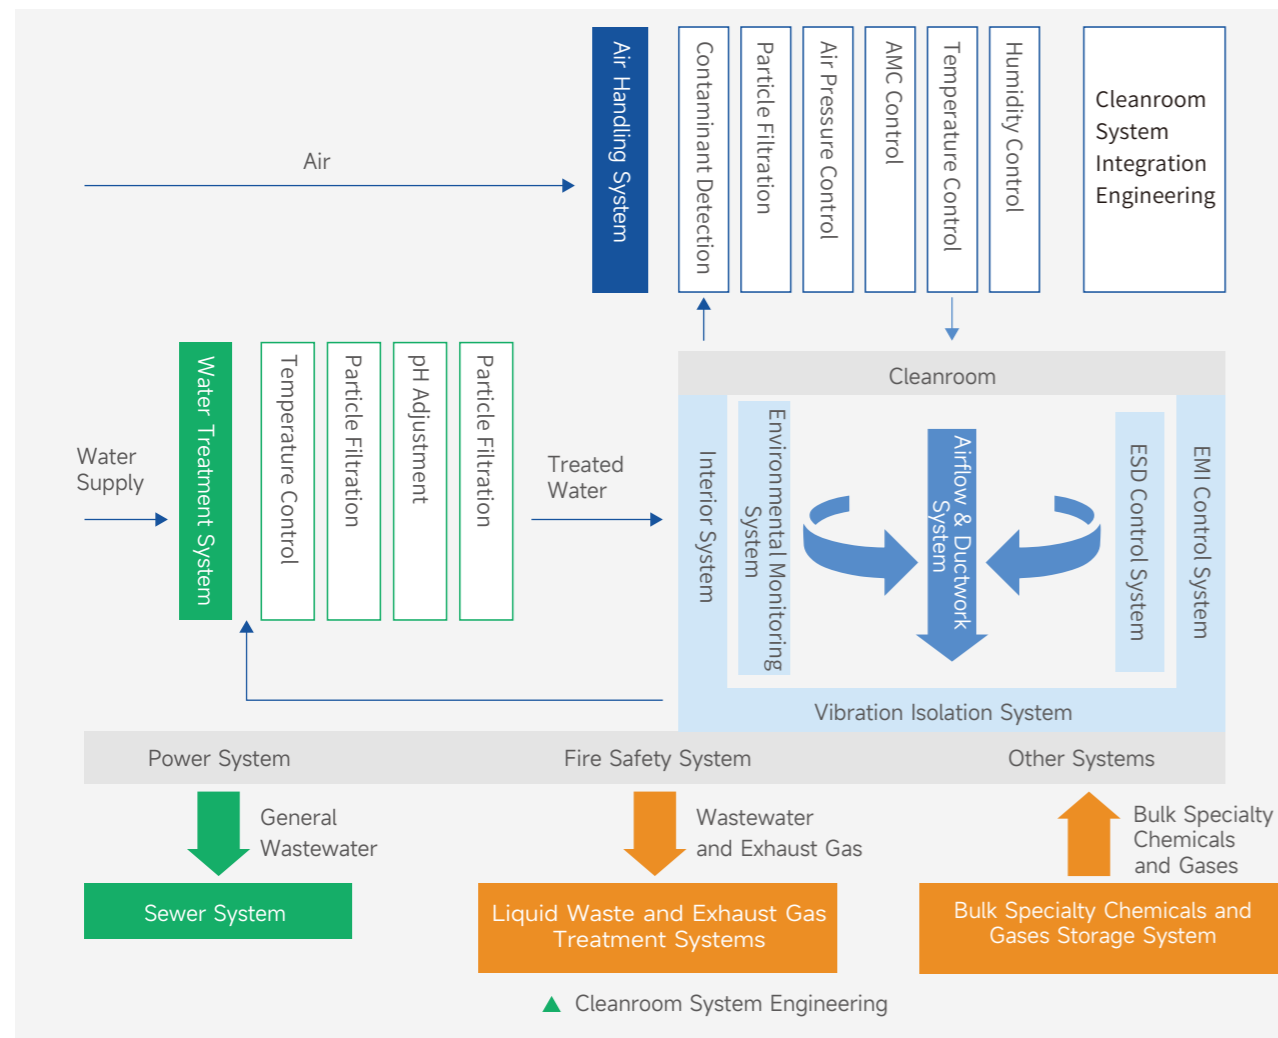 Air
Air Handling System
Contaminant Detection
Particle Filtration
Air Pressure Control
AMC Control
Temperature Control
Humidity Control
Cleanroom
System
Integration
Engineering
Water
Supply
Water Treatment System
Temperature Control
Particle Filtration
pH Adjustment
Particle Filtration
Treated
Water
Cleanroom
Interior System
Environmental Monitoring
System
Airflow & Ductwork
System
ESD Control System
EMI Control System
Vibration Isolation System
Power System
Fire Safety System
Other Systems
General
Wastewater
Wastewater
and Exhaust Gas
Bulk Specialty
Chemicals
and Gases
Sewer System
Liquid Waste and Exhaust Gas
Treatment Systems
Bulk Specialty Chemicals and
Gases Storage System
▲ Cleanroom System Engineering